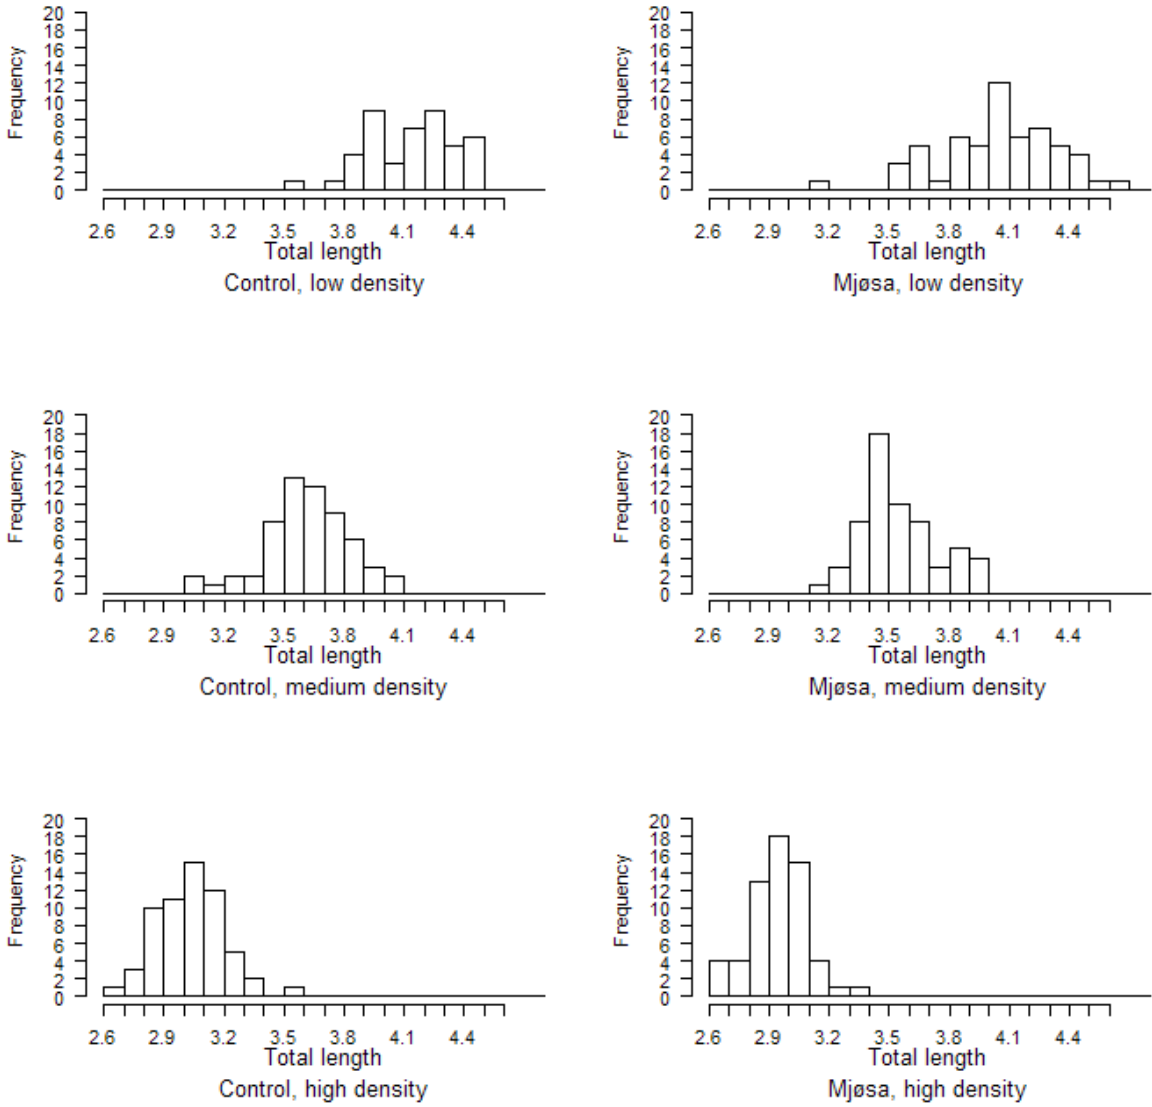 Frequency
20
18
16
14
12
10
8
6
4
2
0
2.6 2.9 3.2 3.5 3.8 4.1 4.4
Total length
Control, low density
Frequency
20
18
16
14
12
10
8
6
4
2
0
2.6 2.9 3.2 3.5 3.8 4.1 4.4
Total length
Mjøsa, low density
Frequency
20
18
16
14
12
10
8
6
4
2
0
2.6 2.9 3.2 3.5 3.8 4.1 4.4
Total length
Control, medium density
Frequency
20
18
16
14
12
10
8
6
4
2
0
2.6 2.9 3.2 3.5 3.8 4.1 4.4
Total length
Mjøsa, medium density
Frequency
20
18
16
14
12
10
8
6
4
2
0
2.6 2.9 3.2 3.5 3.8 4.1 4.4
Total length
Control, high density
Frequency
20
18
16
14
12
10
8
6
4
2
0
2.6 2.9 3.2 3.5 3.8 4.1 4.4
Total length
Mjøsa, high density